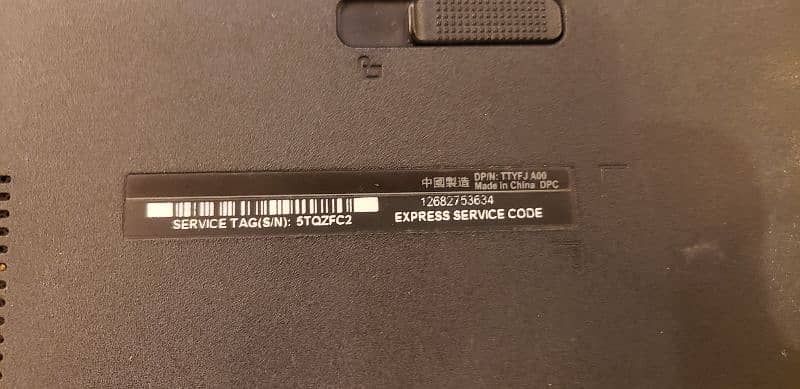 中國製造 DP/N: TTYFJ A00
Made in China DPC
12682753634
SERVICE TAG(S/N): 5TQZFC2
EXPRESS SERVICE CODE